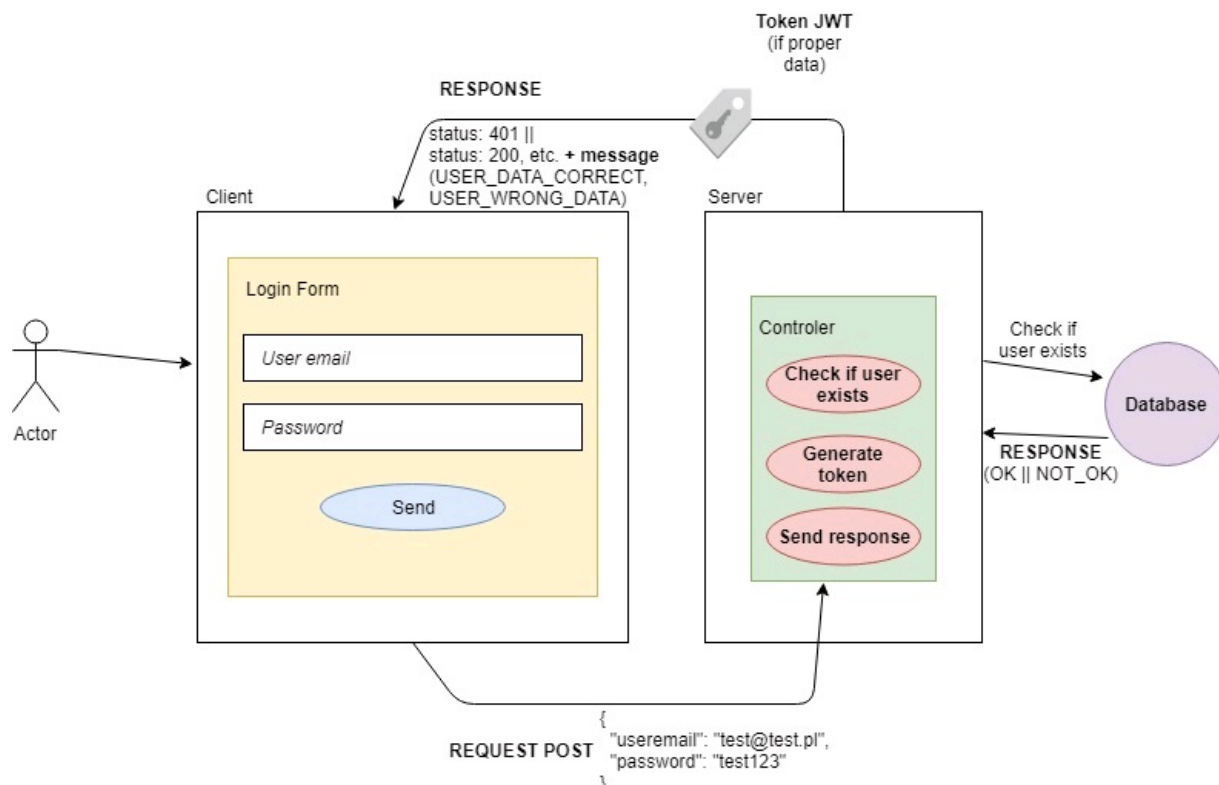 Token JWT
(if proper
data)
RESPONSE
status: 401 ||
status: 200, etc. + message
(USER_DATA_CORRECT,
USER_WRONG_DATA)
Client
Server
Login Form
User email
Password
Send
Actor
Controler
Check if user
exists
Generate
token
Send response
Check if
user exists
Database
RESPONSE
(OK || NOT_OK)
REQUEST POST
{
"useremail": "test@test.pl",
"password": "test123"
}